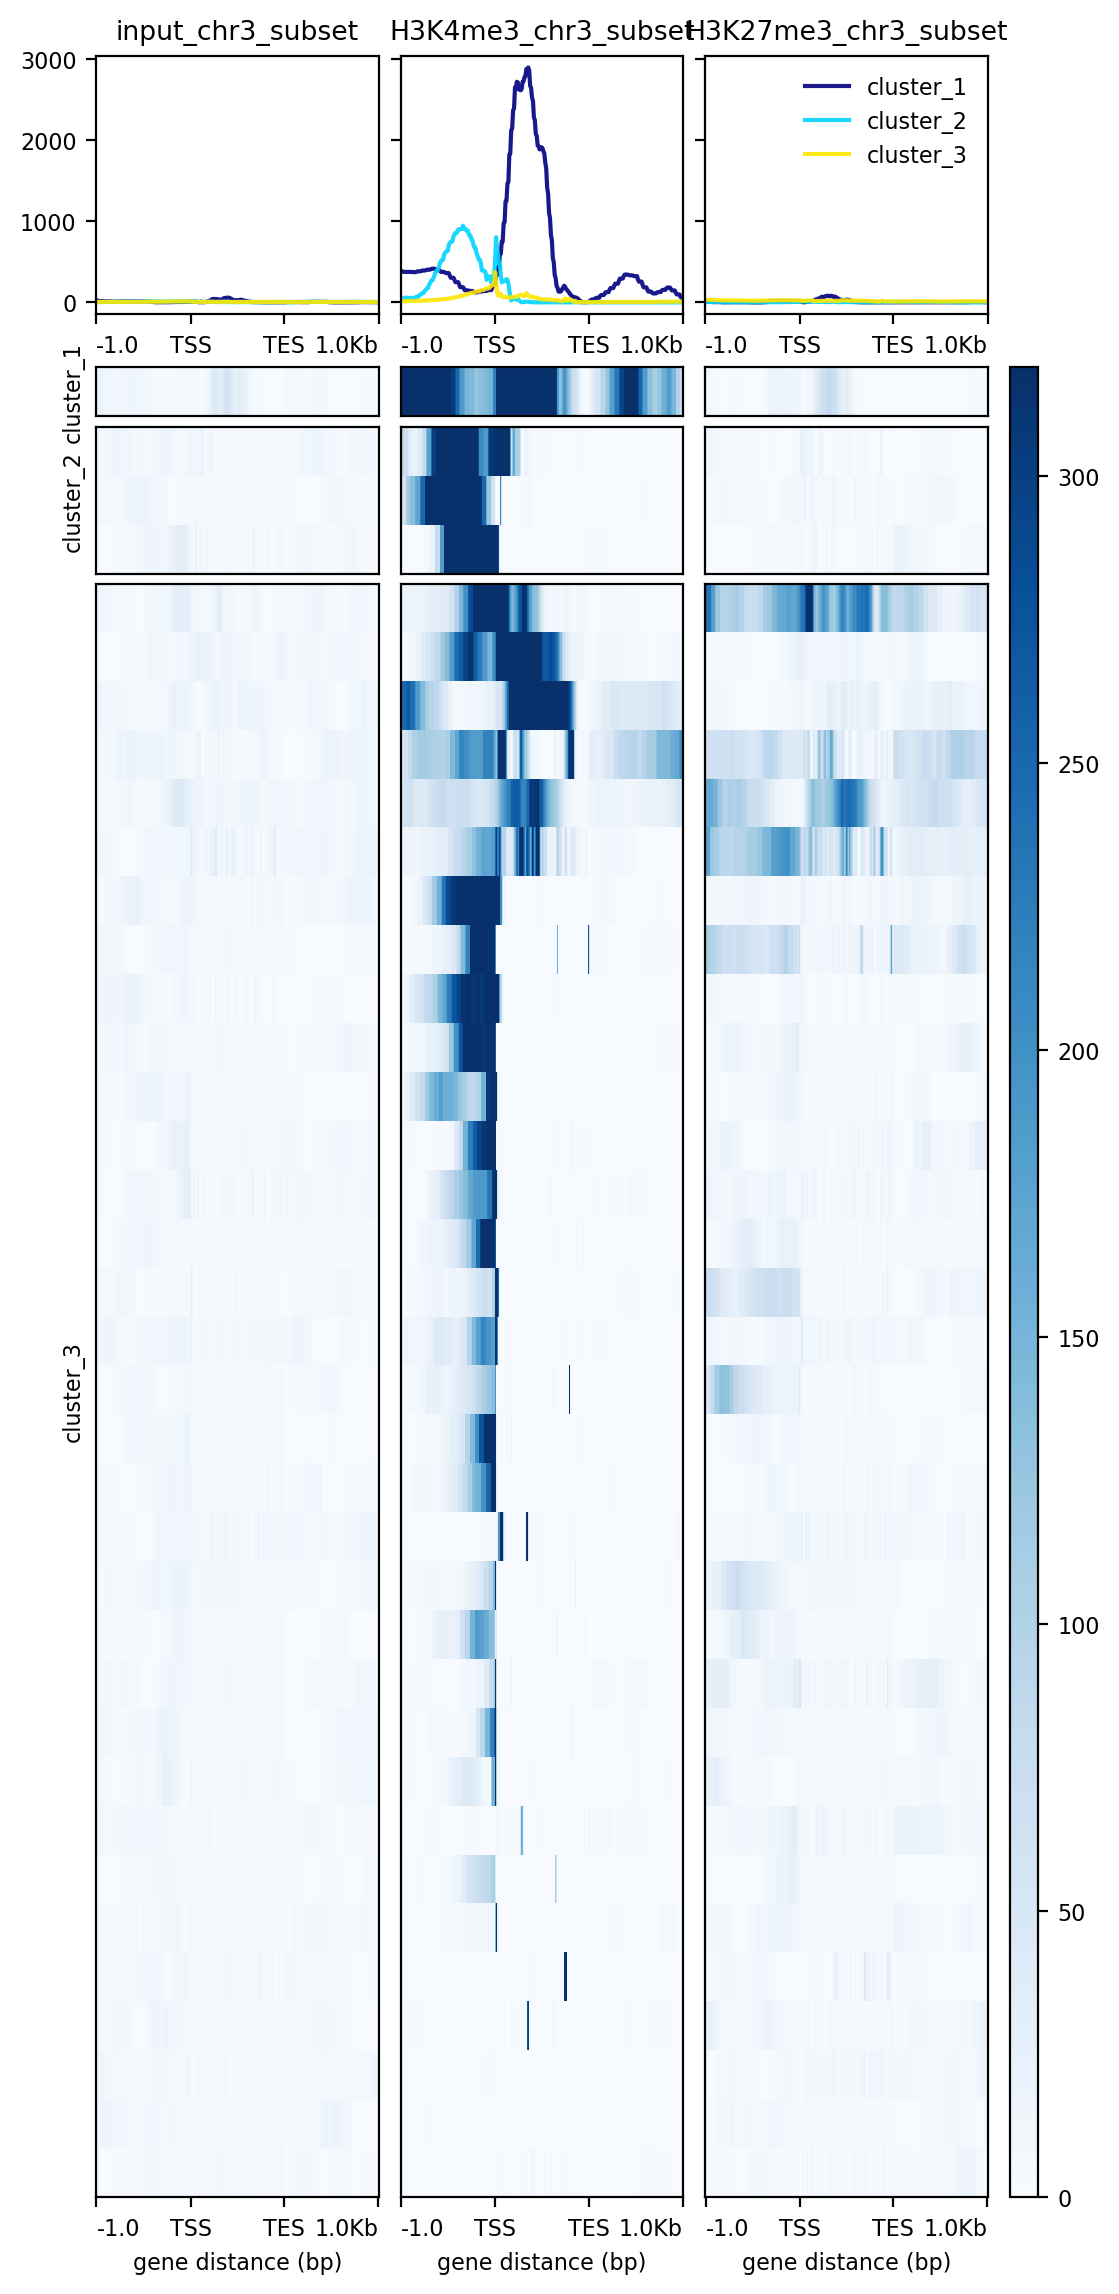 input_chr3_subset H3K4me3_chr3_subset H3K27me3_chr3_subset
3000
2000
1000
0
cluster_1
cluster_2
cluster_3
-1.0 TSS TES 1.0Kb -1.0 TSS TES 1.0Kb -1.0 TSS TES 1.0Kb
cluster_1
cluster_2
cluster_3
300
250
200
150
100
50
0
-1.0 TSS TES 1.0Kb -1.0 TSS TES 1.0Kb -1.0 TSS TES 1.0Kb
gene distance (bp) gene distance (bp) gene distance (bp)